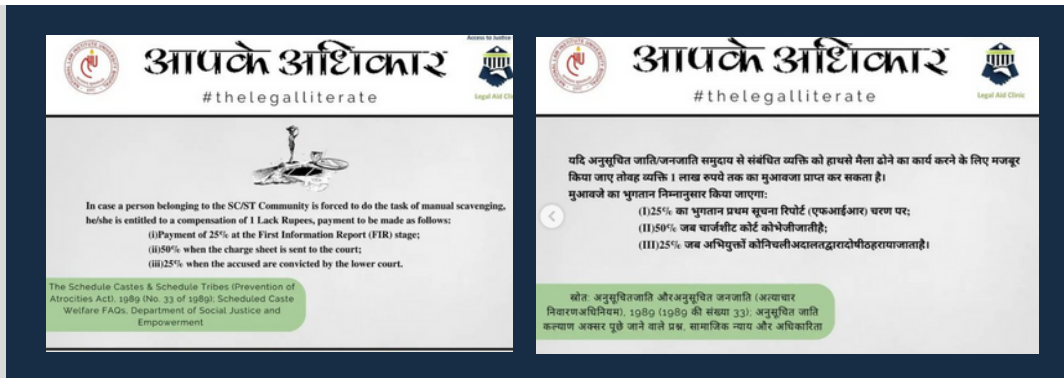 आपके अधिकार
Access to Justice
#thelegalliterate
In case a person belonging to the SC/ST Community is forced to do the task of manual scavenging,
he/she is entitled to a compensation of 1 Lack Rupees, payment to be made as follows:
(i)Payment of 25% at the First Information Report (FIR) stage;
(ii)50% when the charge sheet is sent to the court;
(iii)25% when the accused are convicted by the lower court.
The Schedule Castes & Schedule Tribes (Prevention of
Atrocities Act), 1989 (No. 33 of 1989); Scheduled Caste
Welfare FAQs, Department of Social Justice and
Empowerment
आपके अधिकार
#thelegalliterate
Legal Aid Clinic
यदि अनुसूचित जाति/जनजाति समुदाय से संबंधित व्यक्ति को हाथसे मैला ढोने का कार्य करने के लिए मजबूर
किया जाए तोवह व्यक्ति 1 लाख रुपये तक का मुआवजा प्राप्त कर सकता है।
मुआवजे का भुगतान निम्नानुसार किया जाएगा:
(I)25% का भुगतान प्रथम सूचना रिपोर्ट (एफआईआर) चरण पर;
(II)50% जब चार्जशीट कोर्ट कोभेजीजातीहै;
(III)25% जब अभियुक्तों कोनिचलीअदालतद्वारादोषीठहरायाजाताहै।
स्रोत: अनुसूचितजाति औरअनुसूचित जनजाति (अत्याचार
निवारणअधिनियम), 1989 (1989 की संख्या 33); अनुसूचित जाति
कल्याण अक्सर पूछे जाने वाले प्रश्न, सामाजिक न्याय और अधिकारिता